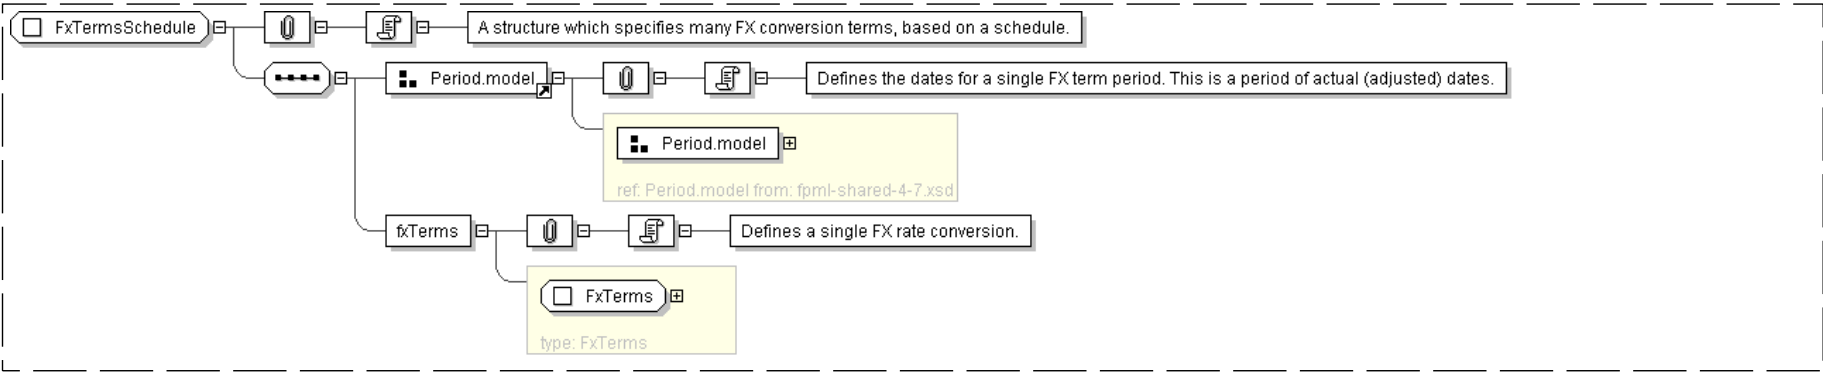 FxTermsSchedule
A structure which specifies many FX conversion terms, based on a schedule.
Period.model
Defines the dates for a single FX term period. This is a period of actual (adjusted) dates.
Period.model
ref: Period.model from: fpml-shared-4-7.xsd
fxTerms
Defines a single FX rate conversion.
FxTerms
type: FxTerms